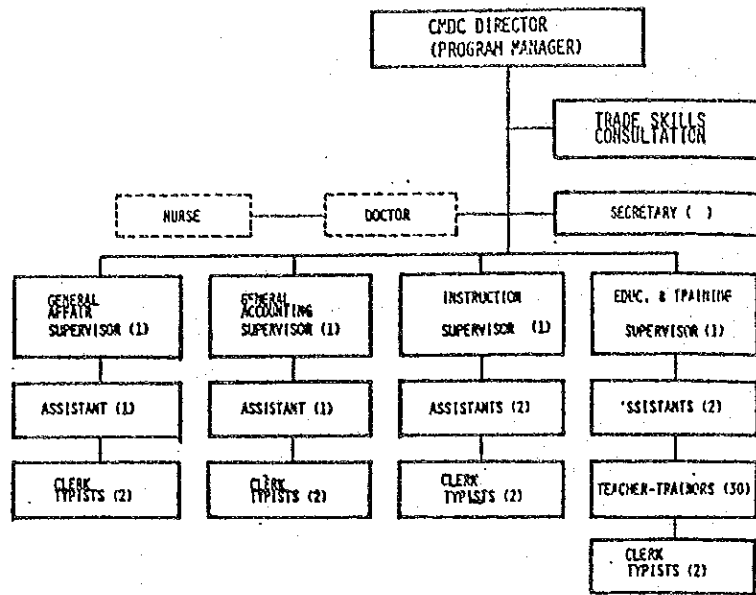 CMDC DIRECTOR
(PROGRAM MANAGER)
TRADE SKILLS
CONSULTATION
NURSE
DOCTOR
SECRETARY ( )
GENERAL
AFFAIR
SUPERVISOR (1)
GENERAL
ACCOUNTING
SUPERVISOR (1)
INSTRUCTION
SUPERVISOR (1)
EDUC. & TRAINING
SUPERVISOR (1)
ASSISTANT (1)
ASSISTANT (1)
ASSISTANTS (2)
'SSISTANTS (2)
CLERK
TYPISTS (2)
CLERK
TYPISTS (2)
CLERK
TYPISTS (2)
TEACHER-TRAINORS (30)
CLERK
TYPISTS (2)